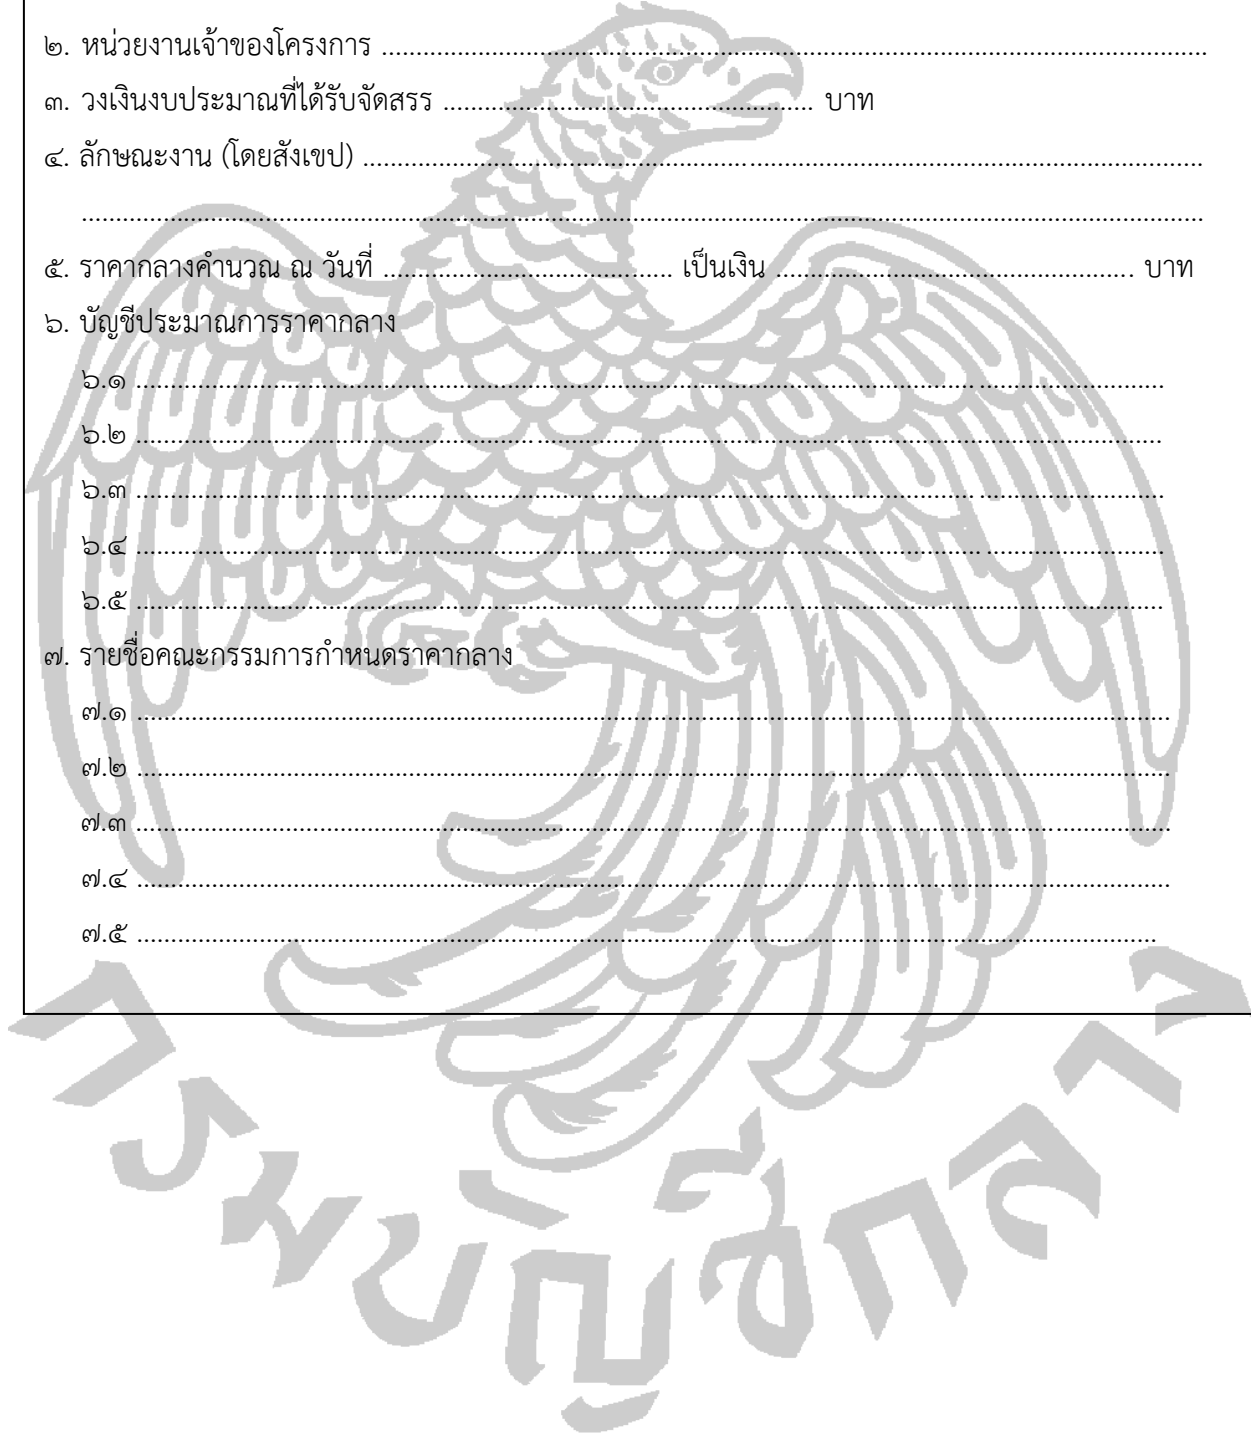 ๒. หน่วยงานเจ้าของโครงการ ........................................................................................................................
๓. วงเงินงบประมาณที่ได้รับจัดสรร ...................................................... บาท
๔. ลักษณะงาน (โดยสังเขป) ..........................................................................................................................
...................................................................................................................................................................
๕. ราคากลางคำนวณ ณ วันที่ .......................................... เป็นเงิน .................................................... บาท
๖. บัญชีประมาณการราคากลาง
๖.๑ .....................................................................................................................................................
๖.๒ .....................................................................................................................................................
๖.๓ .....................................................................................................................................................
๖.๔ .....................................................................................................................................................
๖.๕ .....................................................................................................................................................
๗. รายชื่อคณะกรรมการกำหนดราคากลาง
๗.๑ ......................................................................................................................................................
๗.๒ ......................................................................................................................................................
๗.๓ ......................................................................................................................................................
๗.๔ ......................................................................................................................................................
๗.๕ ....................................................................................................................................................
กรมบัญชีกลาง